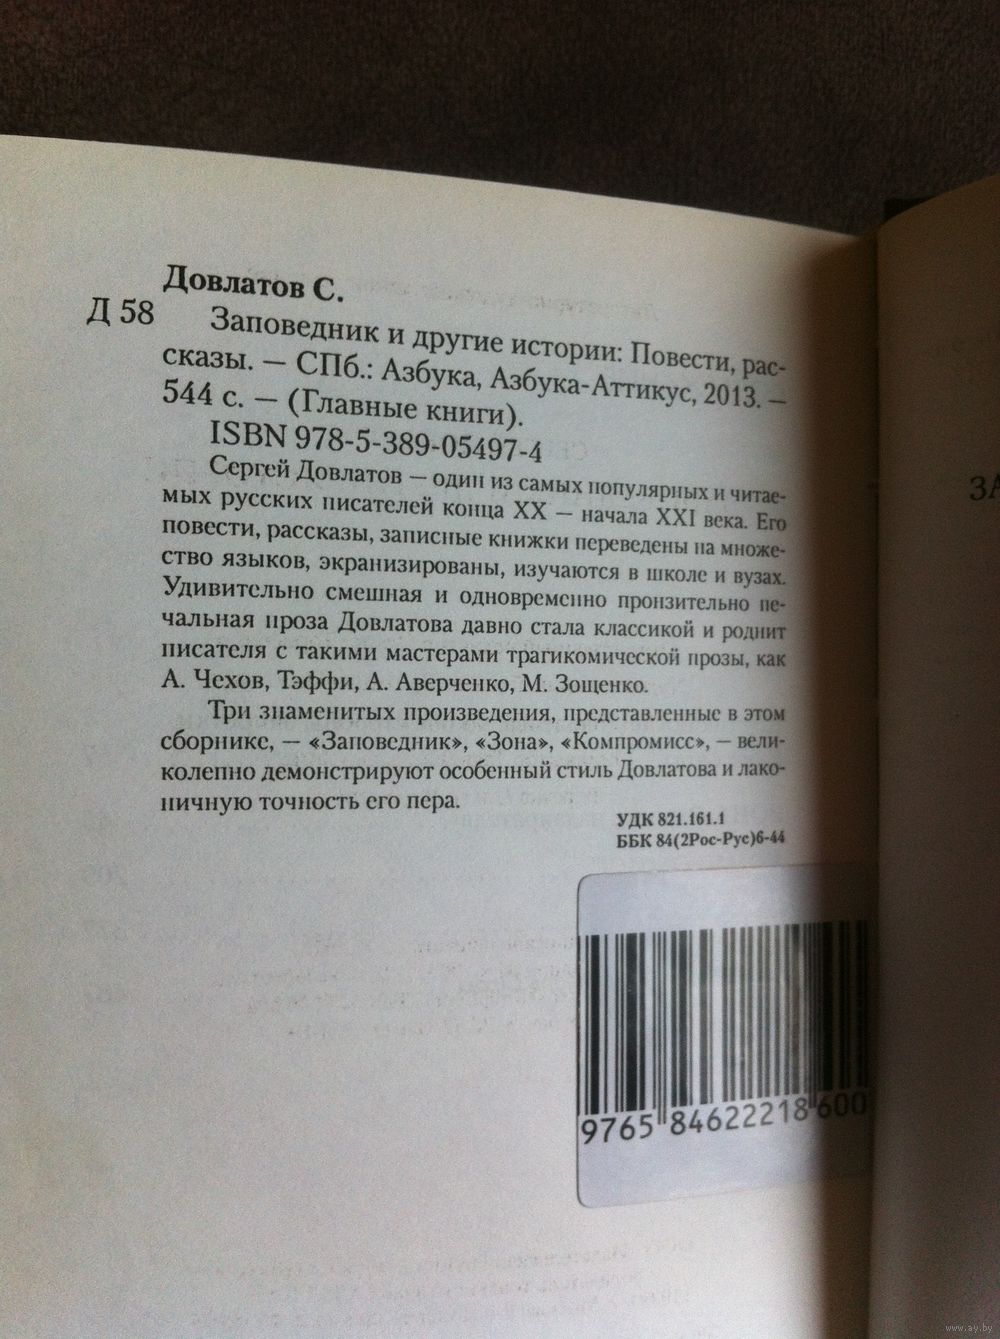 Довлатов С.
Д 58 Заповедник и другие истории: Повести, рас-
сказы. — СПб.: Азбука, Азбука-Аттикус, 2013. —
544 с. — (Главные книги).
ISBN 978-5-389-05497-4
Сергей Довлатов — один из самых популярных и читае-
мых русских писателей конца XX — начала XXI века. Его
повести, рассказы, записные книжки переведены на множе-
ство языков, экранизированы, изучаются в школе и вузах.
Удивительно смешная и одновременно пронзительно пе-
чальная проза Довлатова давно стала классикой и роднит
писателя с такими мастерами трагикомической прозы, как
А. Чехов, Тэффи, А. Аверченко, М. Зощенко.
Три знаменитых произведения, представленные в этом
сборнике, — «Заповедник», «Зона», «Компромисс», — вели-
колепно демонстрируют особенный стиль Довлатова и лако-
ничную точность его пера.
УДК 821.161.1
ББК 84(2Рос-Рус)6-44
9765 84622218 600
ЗА
www.ay.by